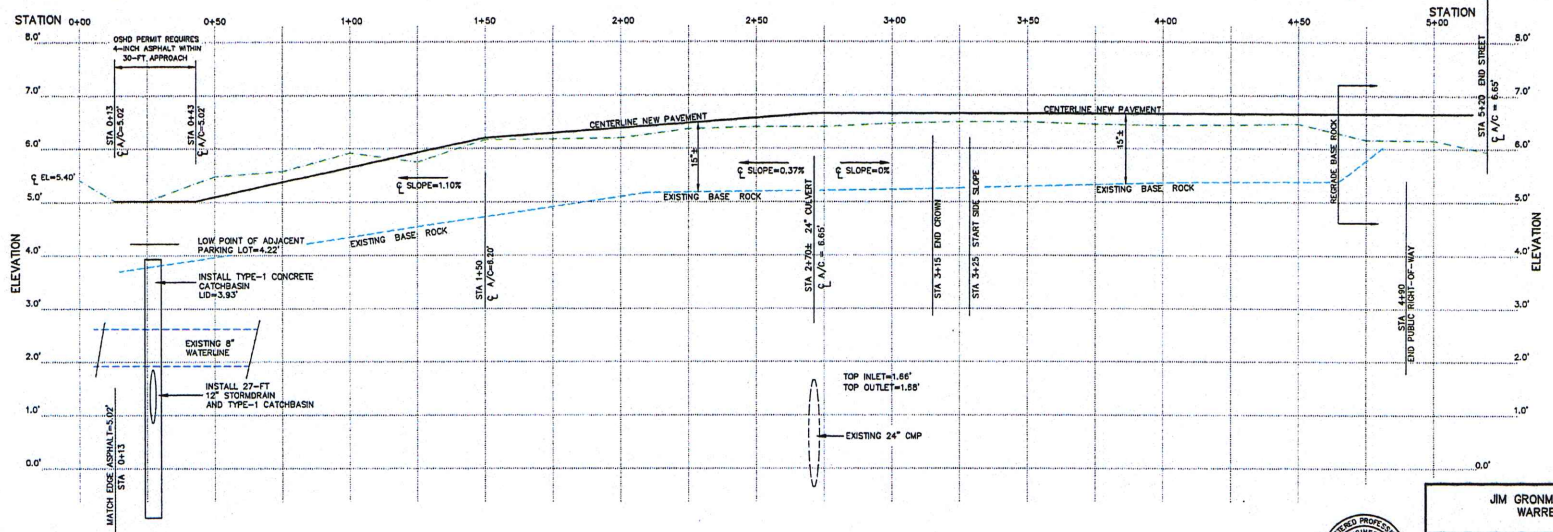 STATION 0+00 0+50 1+00 1+50 2+00 2+50 3+00 3+50 4+00 4+50 5+00 STATION
8.0'
7.0'
6.0'
5.0'
4.0'
3.0'
2.0'
1.0'
0.0'
ELEVATION
OSHD PERMIT REQUIRES
4-INCH ASPHALT WITHIN
30-FT. APPROACH
STA 0+13
℄ A/C=5.02'
STA 0+43
℄ A/C=5.02'
℄ EL=5.40'
LOW POINT OF ADJACENT
PARKING LOT=4.22'
INSTALL TYPE-1 CONCRETE
CATCHBASIN
LID=3.93'
EXISTING 8"
WATERLINE
INSTALL 27-FT
12" STORMDRAIN
AND TYPE-1 CATCHBASIN
MATCH EDGE ASPHALT=5.02'
STA 0+13
EXISTING BASE ROCK
℄ SLOPE=1.10%
STA 1+50
℄ A/C=6.20'
CENTERLINE NEW PAVEMENT
15"±
EXISTING BASE ROCK
℄ SLOPE=0.37%
℄ SLOPE=0%
STA 2+70± 24" CULVERT
℄ A/C = 6.65'
TOP INLET=1.66'
TOP OUTLET=1.68'
EXISTING 24" CMP
STA 3+15 END CROWN
STA 3+25 START SIDE SLOPE
CENTERLINE NEW PAVEMENT
15"±
EXISTING BASE ROCK
REGRADE BASE ROCK
STA 4+90
END PUBLIC RIGHT-OF-WAY
STA 5+20 END STREET
℄ A/C = 6.65'
8.0'
7.0'
6.0'
5.0'
4.0'
3.0'
2.0'
1.0'
0.0'
ELEVATION
JIM GRONM
WARRE